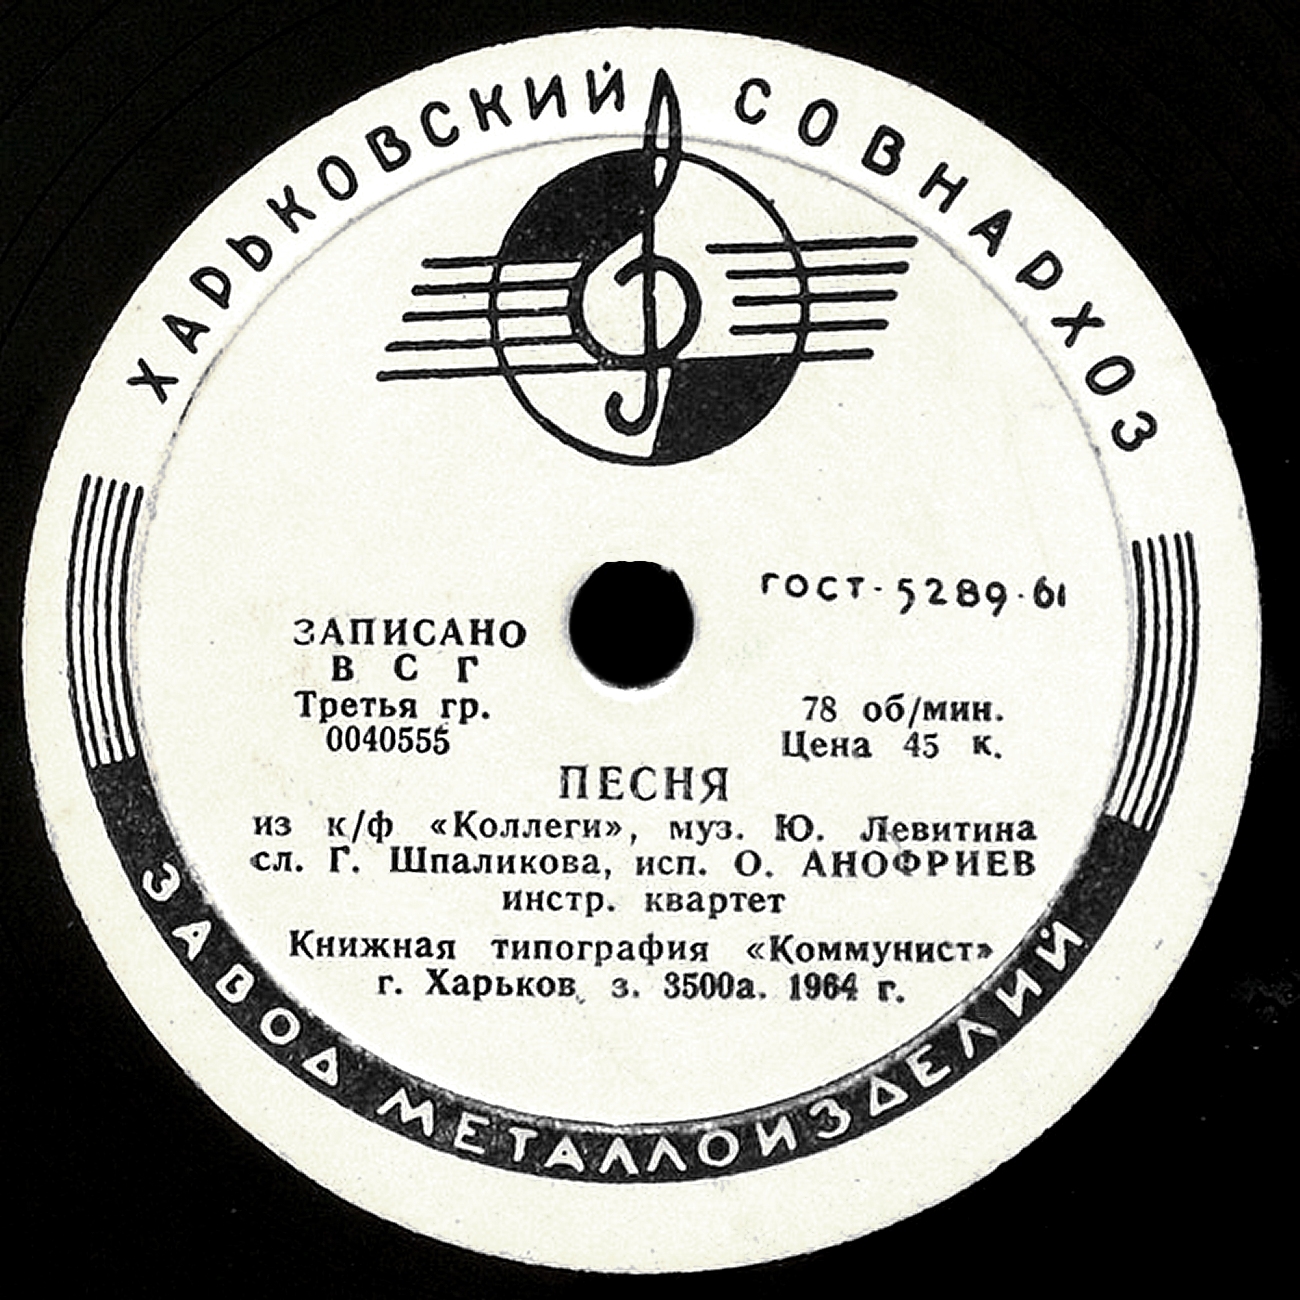 ХАРЬКОВСКИЙ СОВНАРХОЗ
ГОСТ-5289-61
ЗАПИСАНО
В С Г
Третья гр.
0040555
78 об/мин.
Цена 45 к.
ПЕСНЯ
из к/ф «Коллеги», муз. Ю. Левитина
сл. Г. Шпаликова, исп. О. АНОФРИЕВ
инстр. квартет
Книжная типография «Коммунист»
г. Харьков, з. 3500а. 1964 г.
ЗАВОД МЕТАЛЛОИЗДЕЛИЙ